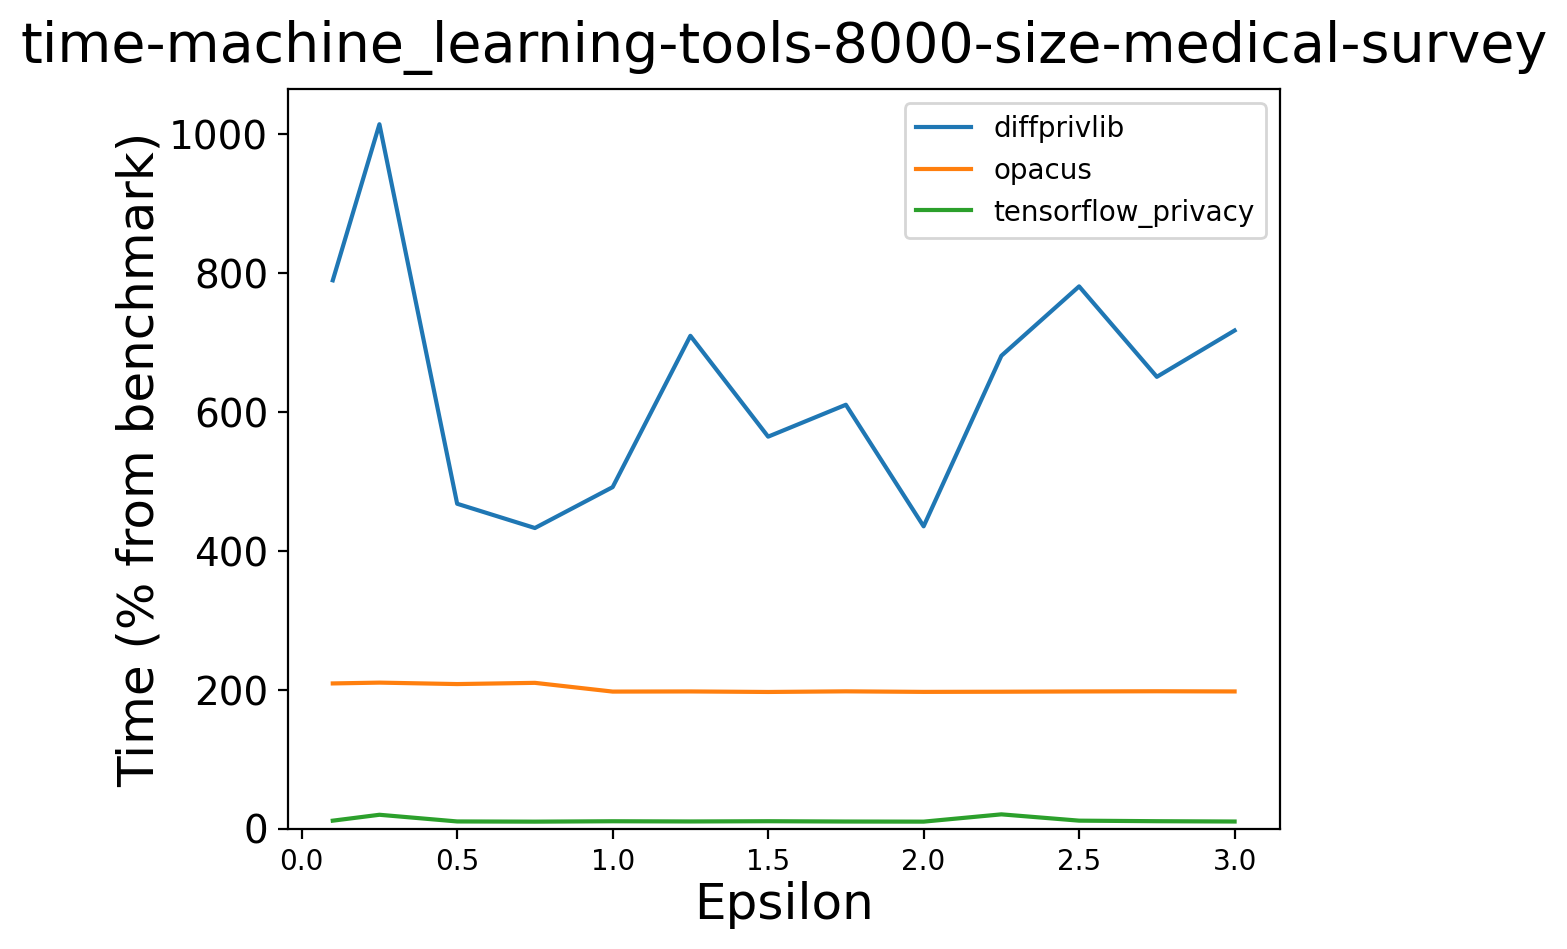 time-machine_learning-tools-8000-size-medical-survey
diffprivlib
opacus
tensorflow_privacy
Time (% from benchmark)
1000
800
600
400
200
0
0.0 0.5 1.0 1.5 2.0 2.5 3.0
Epsilon